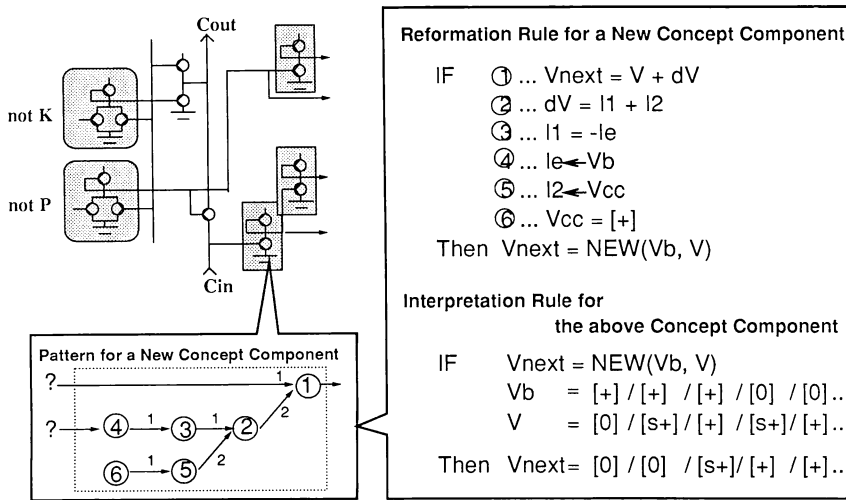 Cout
not K
not P
Cin
Pattern for a New Concept Component
? 1 1
? 4 1 3 1 2 2
6 1 5 2
Reformation Rule for a New Concept Component
IF 1 ... Vnext = V + dV
2 ... dV = I1 + I2
3 ... I1 = -Ie
4 ... Ie←Vb
5 ... I2←Vcc
6 ... Vcc = [+]
Then Vnext = NEW(Vb, V)
Interpretation Rule for
the above Concept Component
IF Vnext = NEW(Vb, V)
Vb = [+] / [+] / [+] / [0] / [0] ..
V = [0] / [s+] / [+] / [s+] / [+] ...
Then Vnext= [0] / [0] / [s+] / [+] / [+] ...